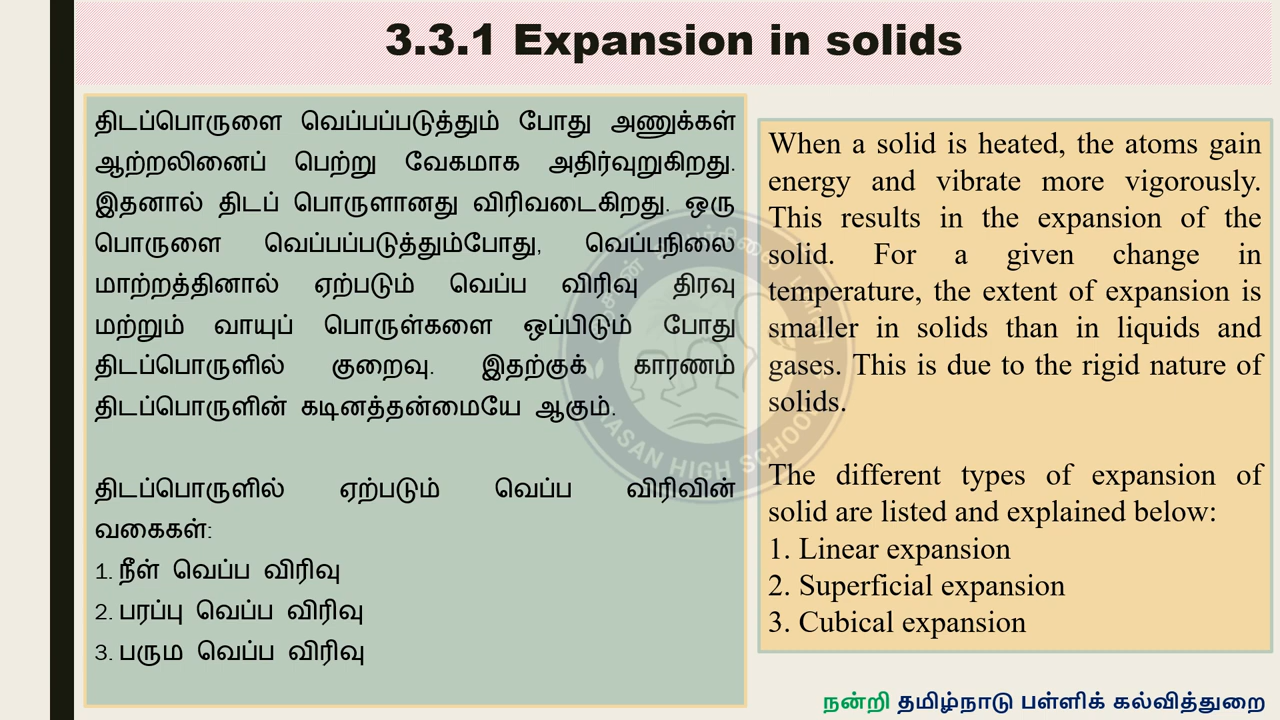 3.3.1 Expansion in solids
திடப்பொருளை வெப்பப்படுத்தும் போது அணுக்கள்
ஆற்றலினைப் பெற்று வேகமாக அதிர்வுறுகிறது.
இதனால் திடப் பொருளானது விரிவடைகிறது. ஒரு
பொருளை வெப்பப்படுத்தும்போது, வெப்பநிலை
மாற்றத்தினால் ஏற்படும் வெப்ப விரிவு திரவு
மற்றும் வாயுப் பொருள்களை ஒப்பிடும் போது
திடப்பொருளில் குறைவு. இதற்குக் காரணம்
திடப்பொருளின் கடினத்தன்மையே ஆகும்.
திடப்பொருளில் ஏற்படும் வெப்ப விரிவின்
வகைகள்:
1. நீள் வெப்ப விரிவு
2. பரப்பு வெப்ப விரிவு
3. பரும வெப்ப விரிவு
When a solid is heated, the atoms gain
energy and vibrate more vigorously.
This results in the expansion of the
solid. For a given change in
temperature, the extent of expansion is
smaller in solids than in liquids and
gases. This is due to the rigid nature of
solids.
The different types of expansion of
solid are listed and explained below:
1. Linear expansion
2. Superficial expansion
3. Cubical expansion
HIGH SCHOOL
நன்றி தமிழ்நாடு பள்ளிக் கல்வித்துறை